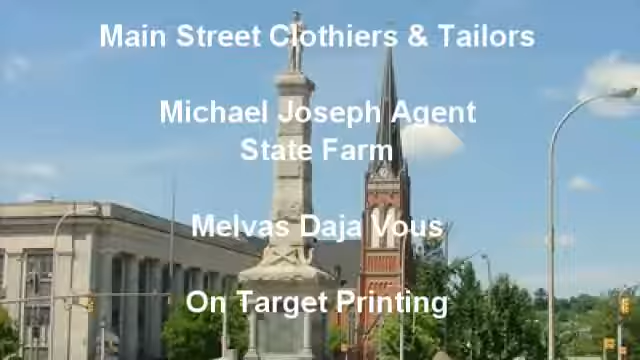 Main Street Clothiers & Tailors
Michael Joseph Agent
State Farm
Melvas Daja Vous
On Target Printing